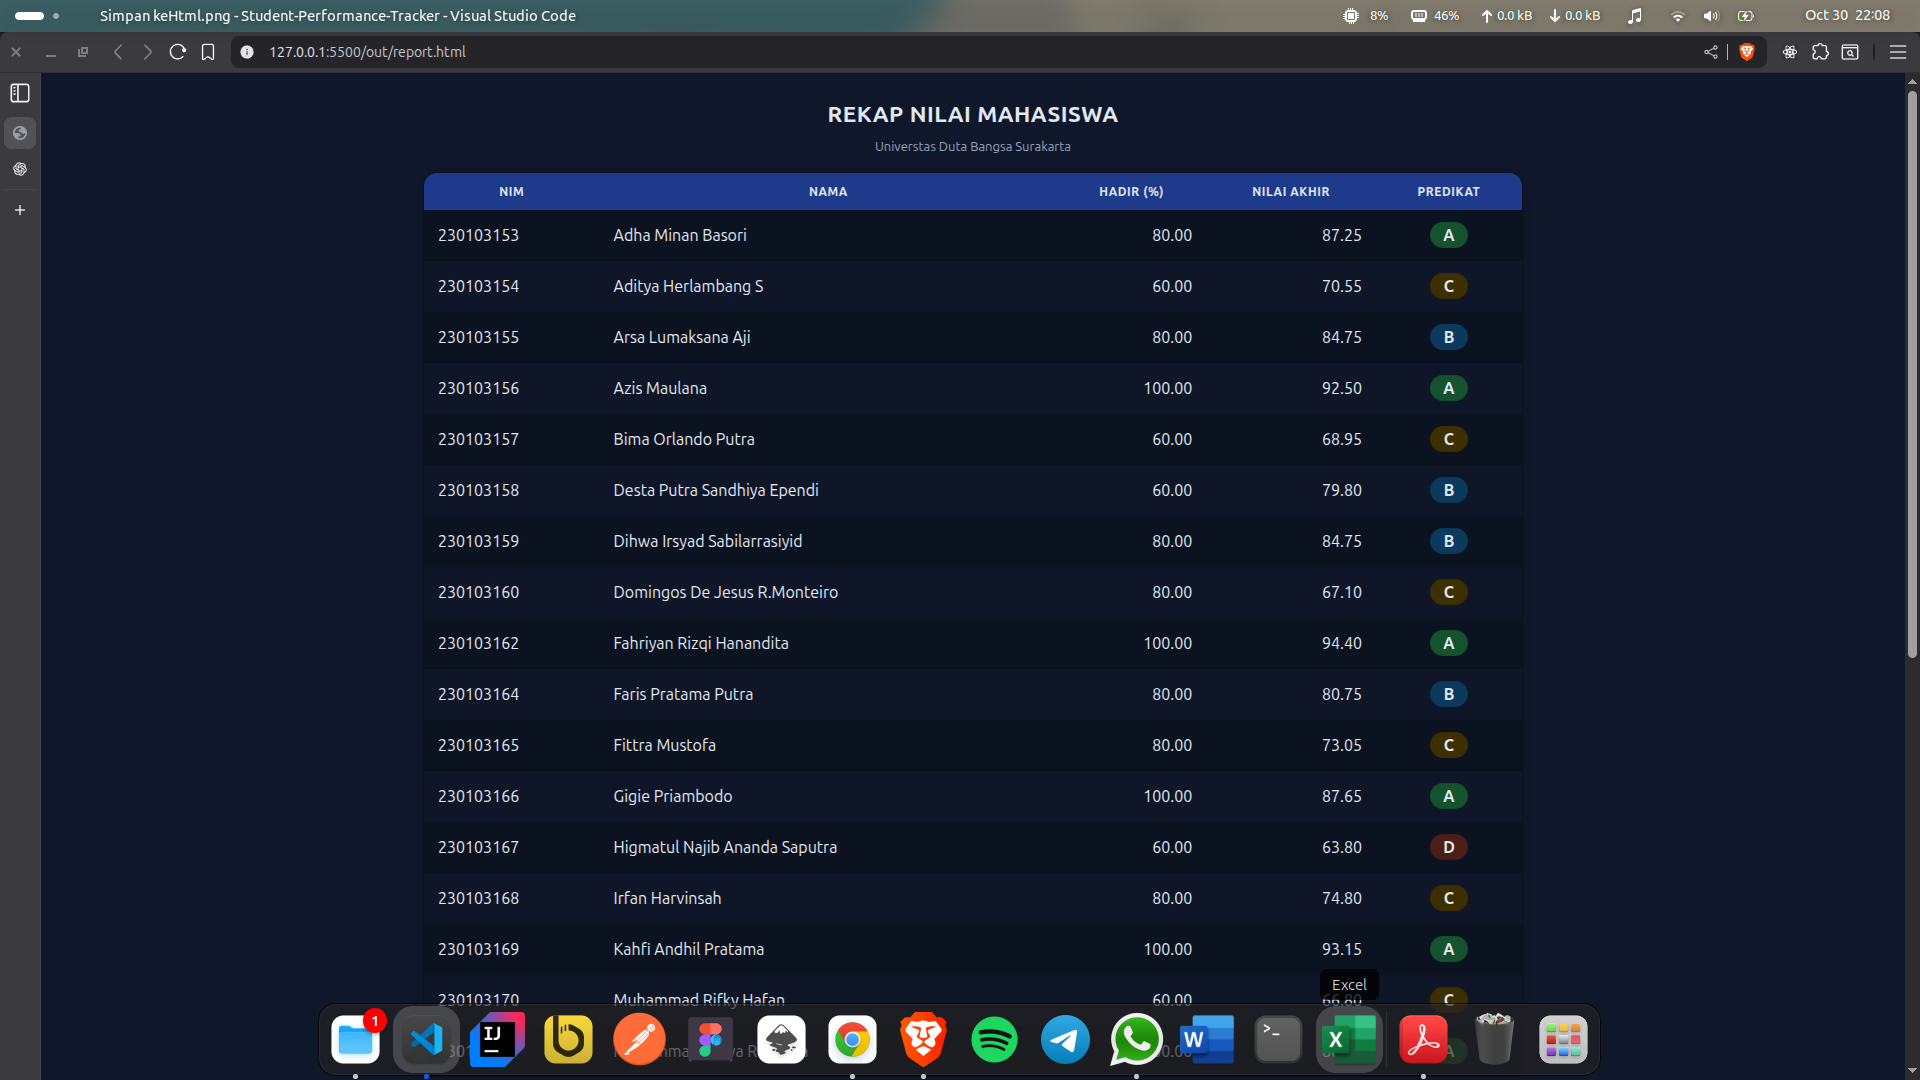 Simpan keHtml.png - Student-Performance-Tracker - Visual Studio Code
8% 46% 0.0 kB 0.0 kB Oct 30 22:08
127.0.0.1:5500/out/report.html
REKAP NILAI MAHASISWA
Universtas Duta Bangsa Surakarta
NIM NAMA HADIR (%) NILAI AKHIR PREDIKAT
230103153 Adha Minan Basori 80.00 87.25 A
230103154 Aditya Herlambang S 60.00 70.55 C
230103155 Arsa Lumaksana Aji 80.00 84.75 B
230103156 Azis Maulana 100.00 92.50 A
230103157 Bima Orlando Putra 60.00 68.95 C
230103158 Desta Putra Sandhiya Ependi 60.00 79.80 B
230103159 Dihwa Irsyad Sabilarrasiyid 80.00 84.75 B
230103160 Domingos De Jesus R.Monteiro 80.00 67.10 C
230103162 Fahriyan Rizqi Hanandita 100.00 94.40 A
230103164 Faris Pratama Putra 80.00 80.75 B
230103165 Fittra Mustofa 80.00 73.05 C
230103166 Gigie Priambodo 100.00 87.65 A
230103167 Higmatul Najib Ananda Saputra 60.00 63.80 D
230103168 Irfan Harvinsah 80.00 74.80 C
230103169 Kahfi Andhil Pratama 100.00 93.15 A
Excel
230103170 Muhammad Rifky Hafan 60.00 66.80 C
1
IJ
W
X